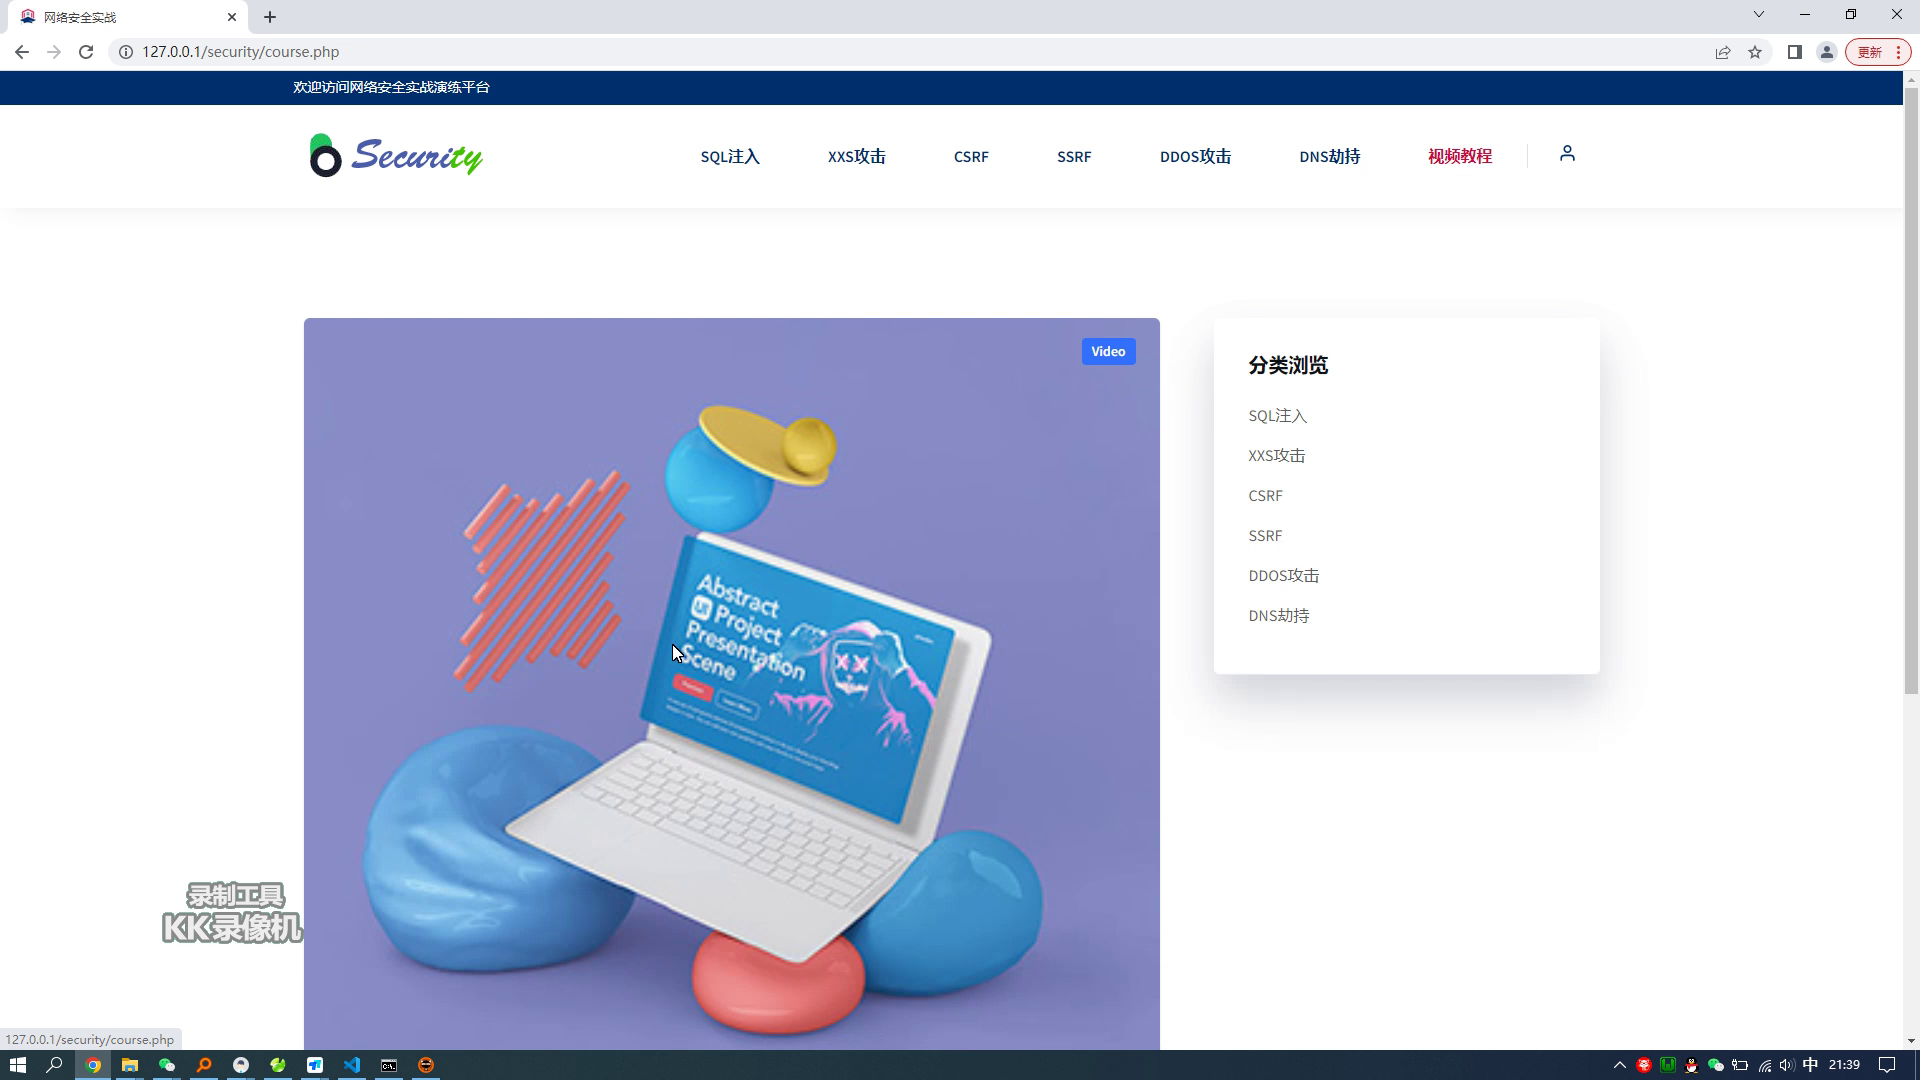 网络安全实战
127.0.0.1/security/course.php
更新
欢迎访问网络安全实战演练平台
Security
SQL注入 XXS攻击 CSRF SSRF DDOS攻击 DNS劫持 视频教程
Video
Abstract
UI Project
Presentation
Scene
分类浏览
SQL注入
XXS攻击
CSRF
SSRF
DDOS攻击
DNS劫持
录制工具
KK录像机
127.0.0.1/security/course.php
中 21:39